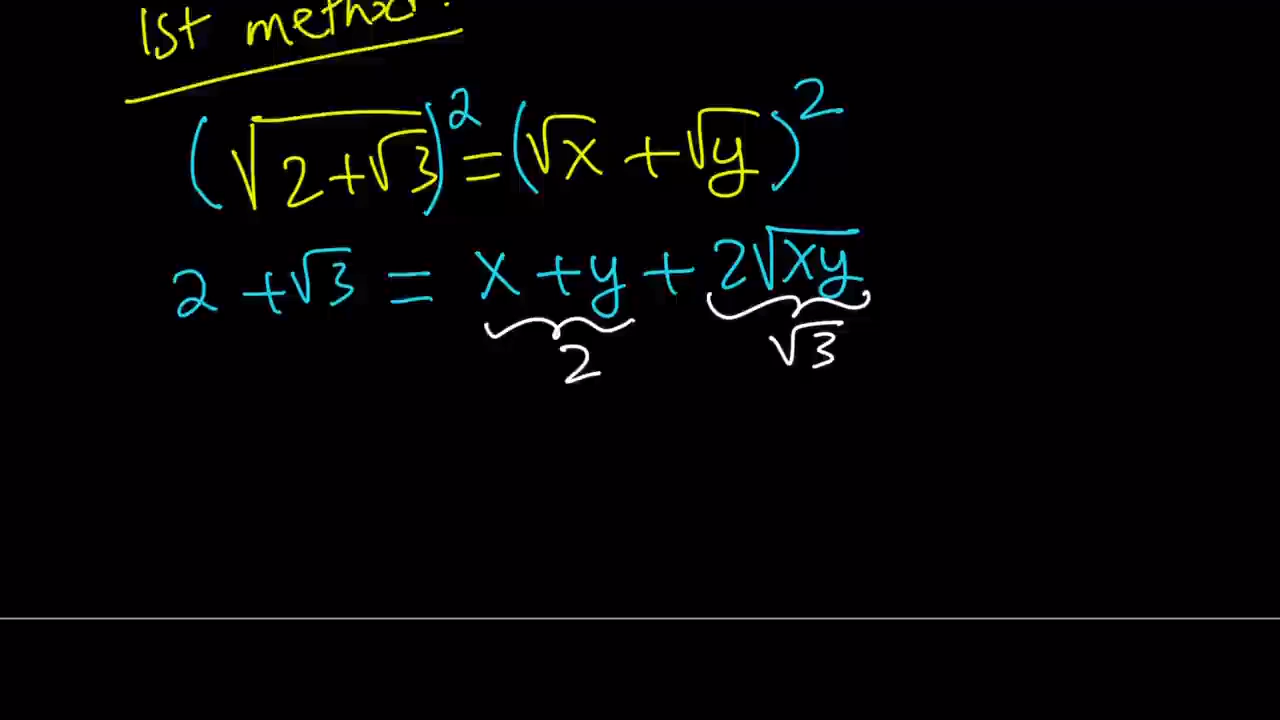 1st method:
(√(2+√3))² = (√x + √y)²
2 + √3 = x + y + 2√xy
2 √3